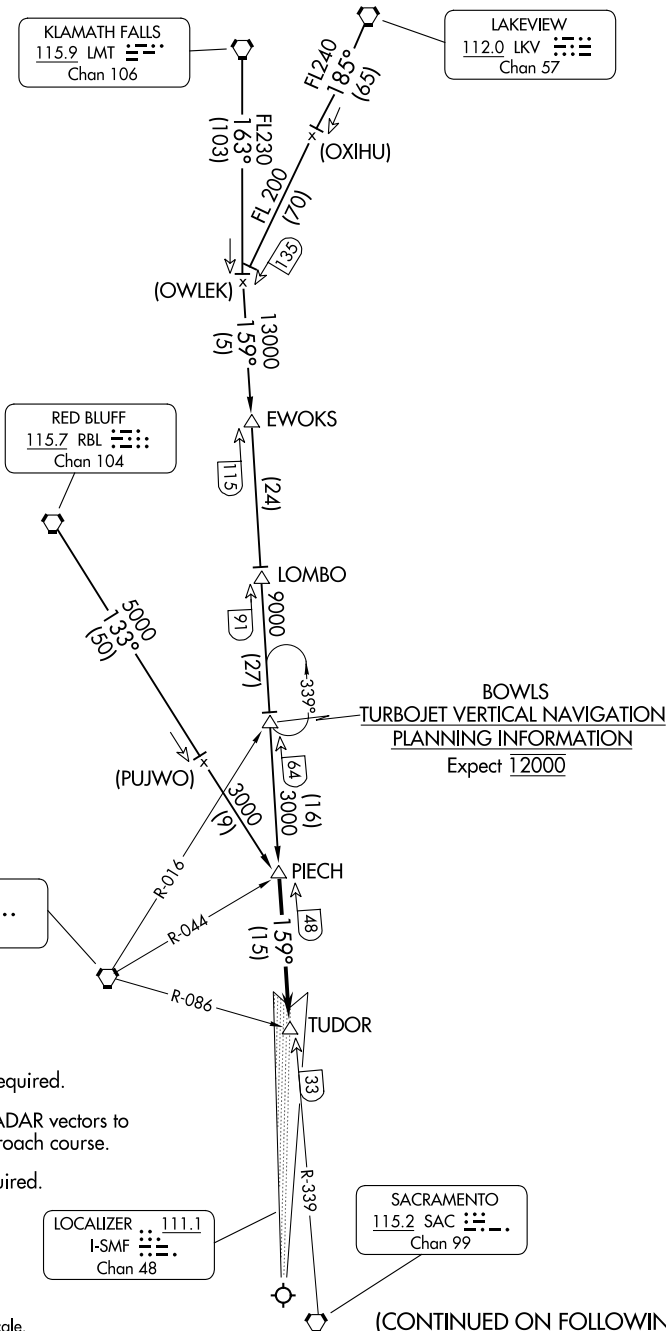 KLAMATH FALLS
115.9 LMT
Chan 106
LAKEVIEW
112.0 LKV
Chan 57
FL240
185°
(65)
(OXIHU)
FL230
163°
(103)
FL 200
(70)
135
(OWLEK)
13000
159°
(5)
EWOKS
115
(24)
RED BLUFF
115.7 RBL
Chan 104
LOMBO
91
9000
(27)
339°
5000
133°
(50)
BOWLS
TURBOJET VERTICAL NAVIGATION
PLANNING INFORMATION
Expect 12000
(PUJWO)
64
(16)
3000
3000
(9)
R-016
PIECH
R-044
48
159°
(15)
R-086
TUDOR
33
equired.
ADAR vectors to
roach course.
uired.
R-339
LOCALIZER 111.1
I-SMF
Chan 48
SACRAMENTO
115.2 SAC
Chan 99
cale.
(CONTINUED ON FOLLOWIN